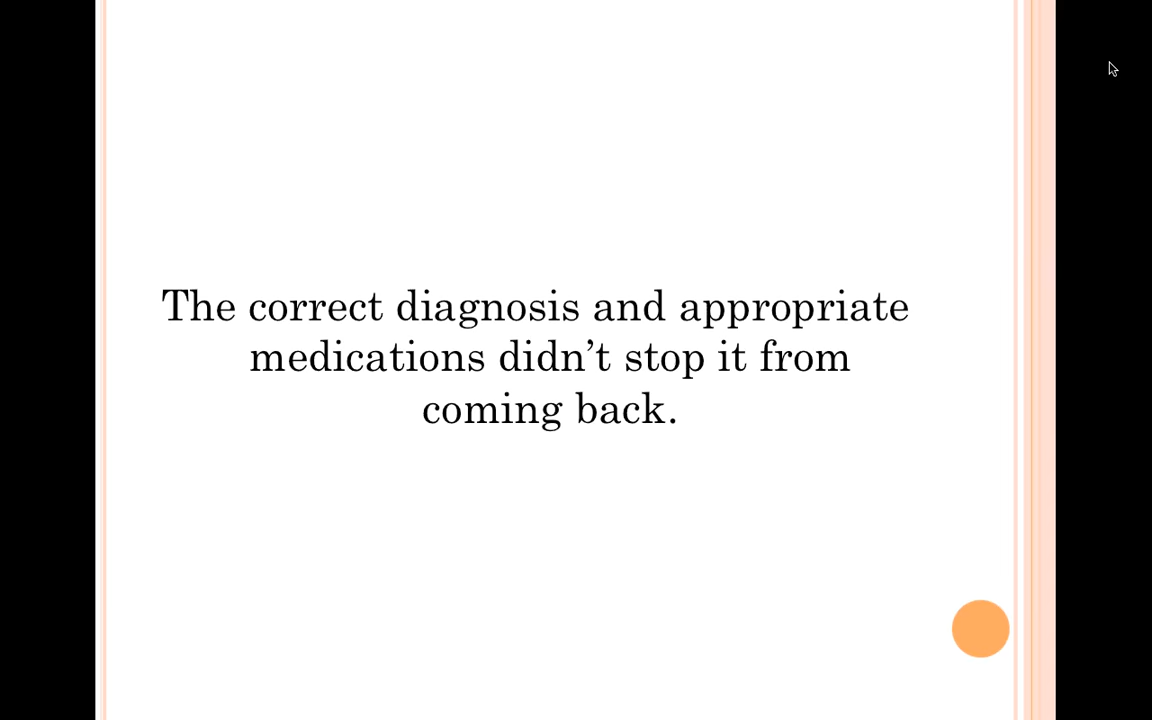 The correct diagnosis and appropriate
medications didn’t stop it from
coming back.